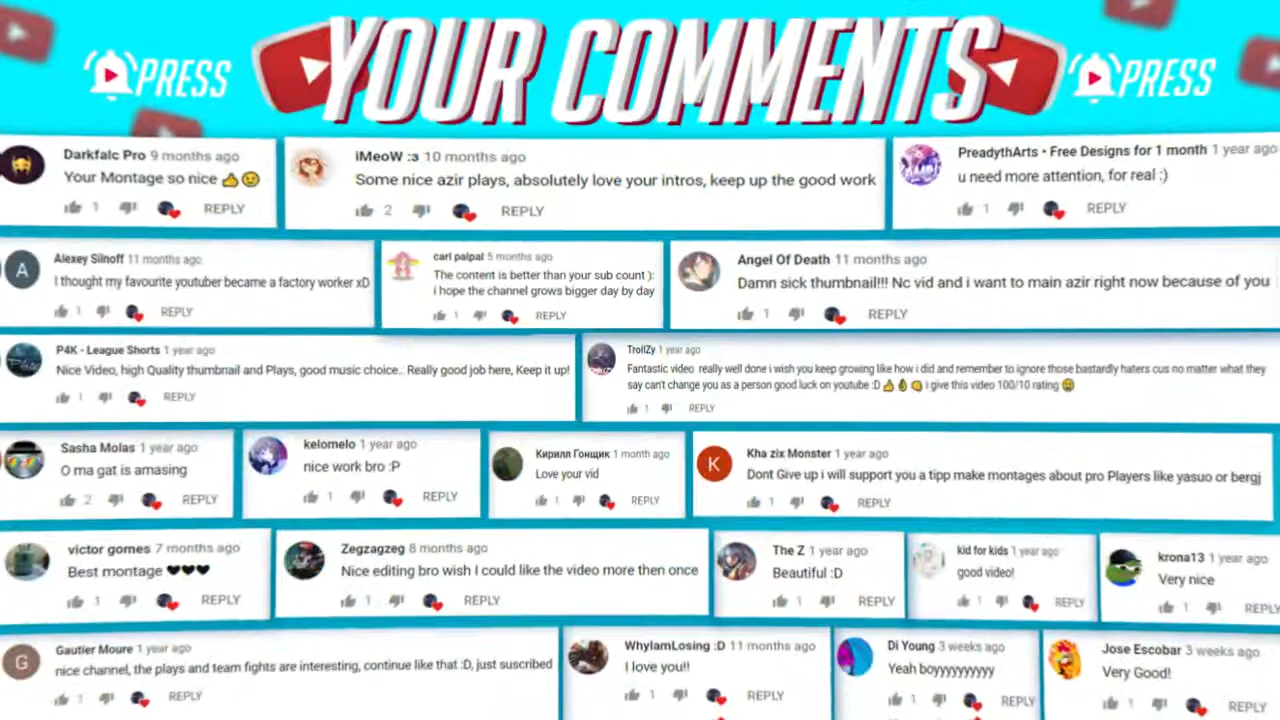 PRESS
YOUR COMMENTS
PRESS
Darkfalc Pro 9 months ago
Your Montage so nice 👍😉
1 REPLY
iMeoW :з 10 months ago
Some nice azir plays, absolutely love your intros, keep up the good work
2 REPLY
PreadythArts • Free Designs for 1 month 1 year ago
u need more attention, for real :)
1 REPLY
A
Alexey Silnoff 11 months ago
I thought my favourite youtuber became a factory worker xD
1 REPLY
carl palpal 5 months ago
The content is better than your sub count ):
i hope the channel grows bigger day by day
1 REPLY
Angel Of Death 11 months ago
Damn sick thumbnail!!! Nc vid and i want to main azir right now because of you
1 REPLY
P4K - League Shorts 1 year ago
Nice Video, high Quality thumbnail and Plays, good music choice.. Really good job here, Keep it up!
1 REPLY
TrollZy 1 year ago
Fantastic video really well done i wish you keep growing like how i did and remember to ignore those bastardly haters cus no matter what they
say can't change you as a person good luck on youtube :D 👍👌👊 i give this video 100/10 rating
1 REPLY
Sasha Molas 1 year ago
O ma gat is amasing
2 REPLY
kelomelo 1 year ago
nice work bro :P
1 REPLY
Кирилл Гонщик 1 month ago
Love your vid
1 REPLY
K
Kha zix Monster 1 year ago
Dont Give up i will support you a tipp make montages about pro Players like yasuo or bergj
1 REPLY
victor gomes 7 months ago
Best montage ❤❤❤
1 REPLY
Zegzagzeg 8 months ago
Nice editing bro wish I could like the video more then once
1 REPLY
The Z 1 year ago
Beautiful :D
1 REPLY
kid for kids 1 year ago
good video!
1 REPLY
krona13 1 year ago
Very nice
1 REPLY
G
Gautier Moure 1 year ago
nice channel, the plays and team fights are interesting, continue like that :D, just suscribed
1 REPLY
WhyIamLosing :D 11 months ago
I love you!!
1 REPLY
Di Young 3 weeks ago
Yeah boyyyyyyyyy
1 REPLY
Jose Escobar 3 weeks ago
Very Good!
1 REPLY